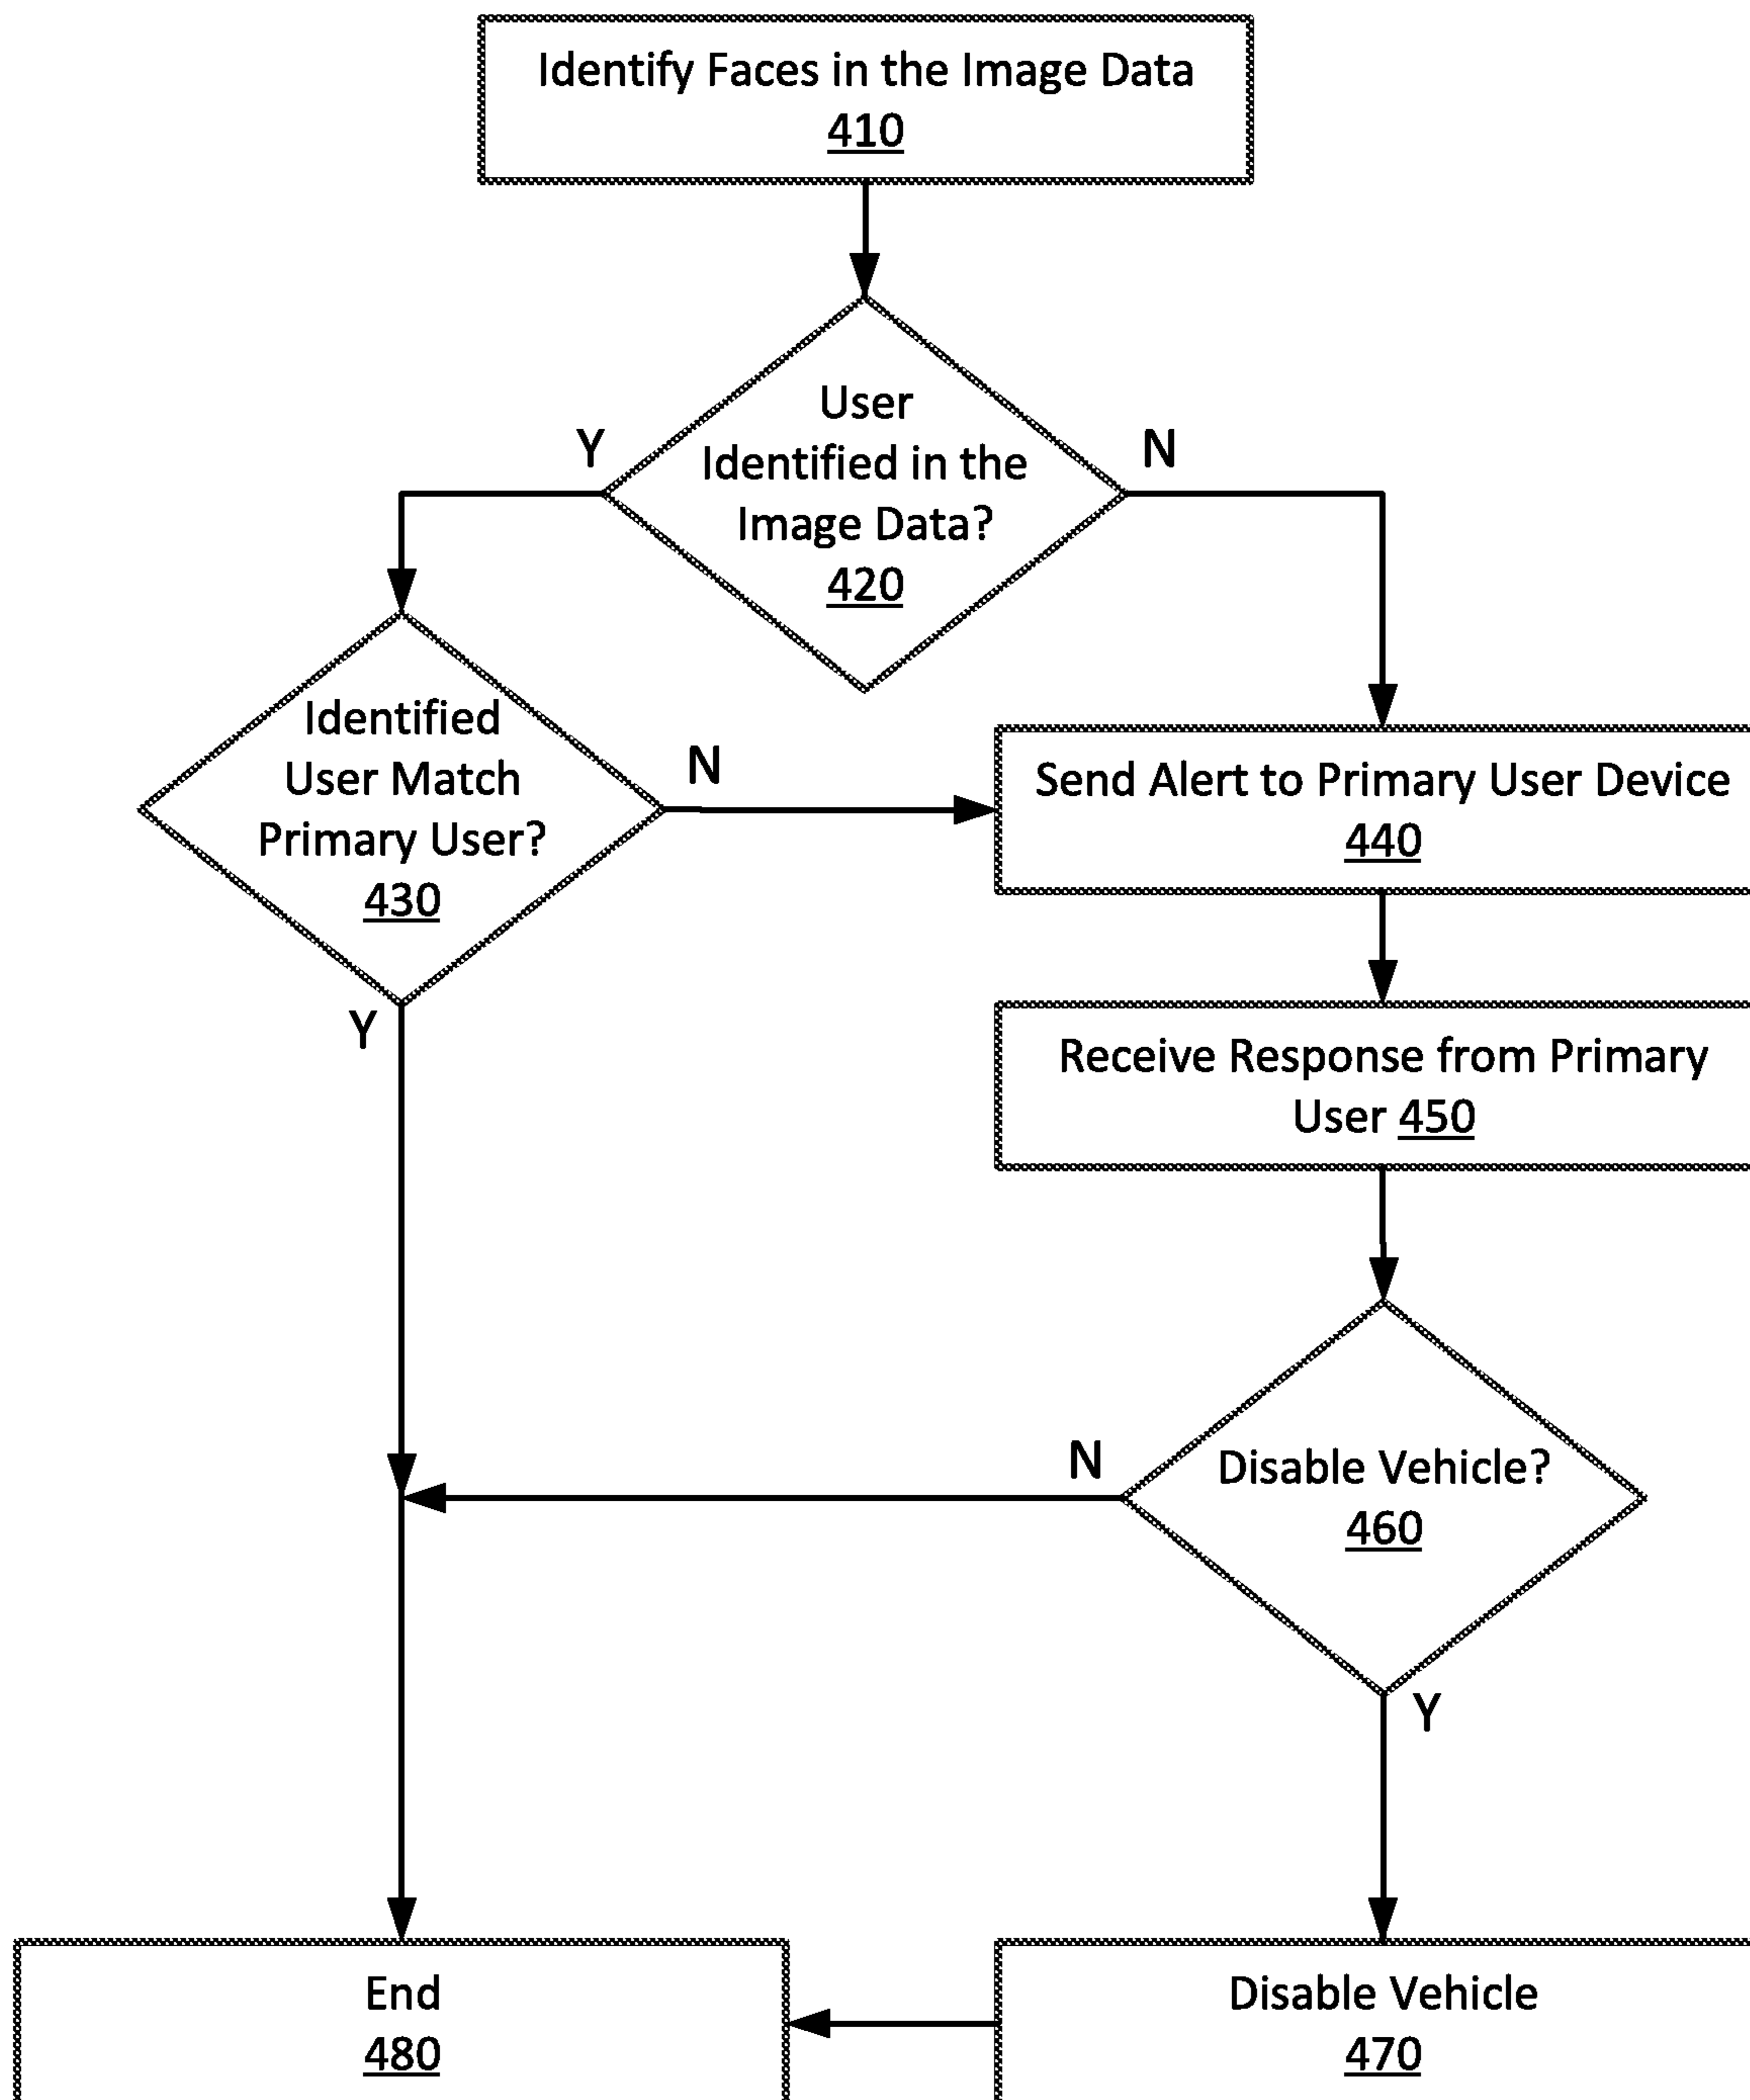 Identify Faces in the Image Data
410
User
Identified in the
Image Data?
420
Y
N
Identified
User Match
Primary User?
430
N
Y
Send Alert to Primary User Device
440
Receive Response from Primary
User 450
Disable Vehicle?
460
N
Y
End
480
Disable Vehicle
470